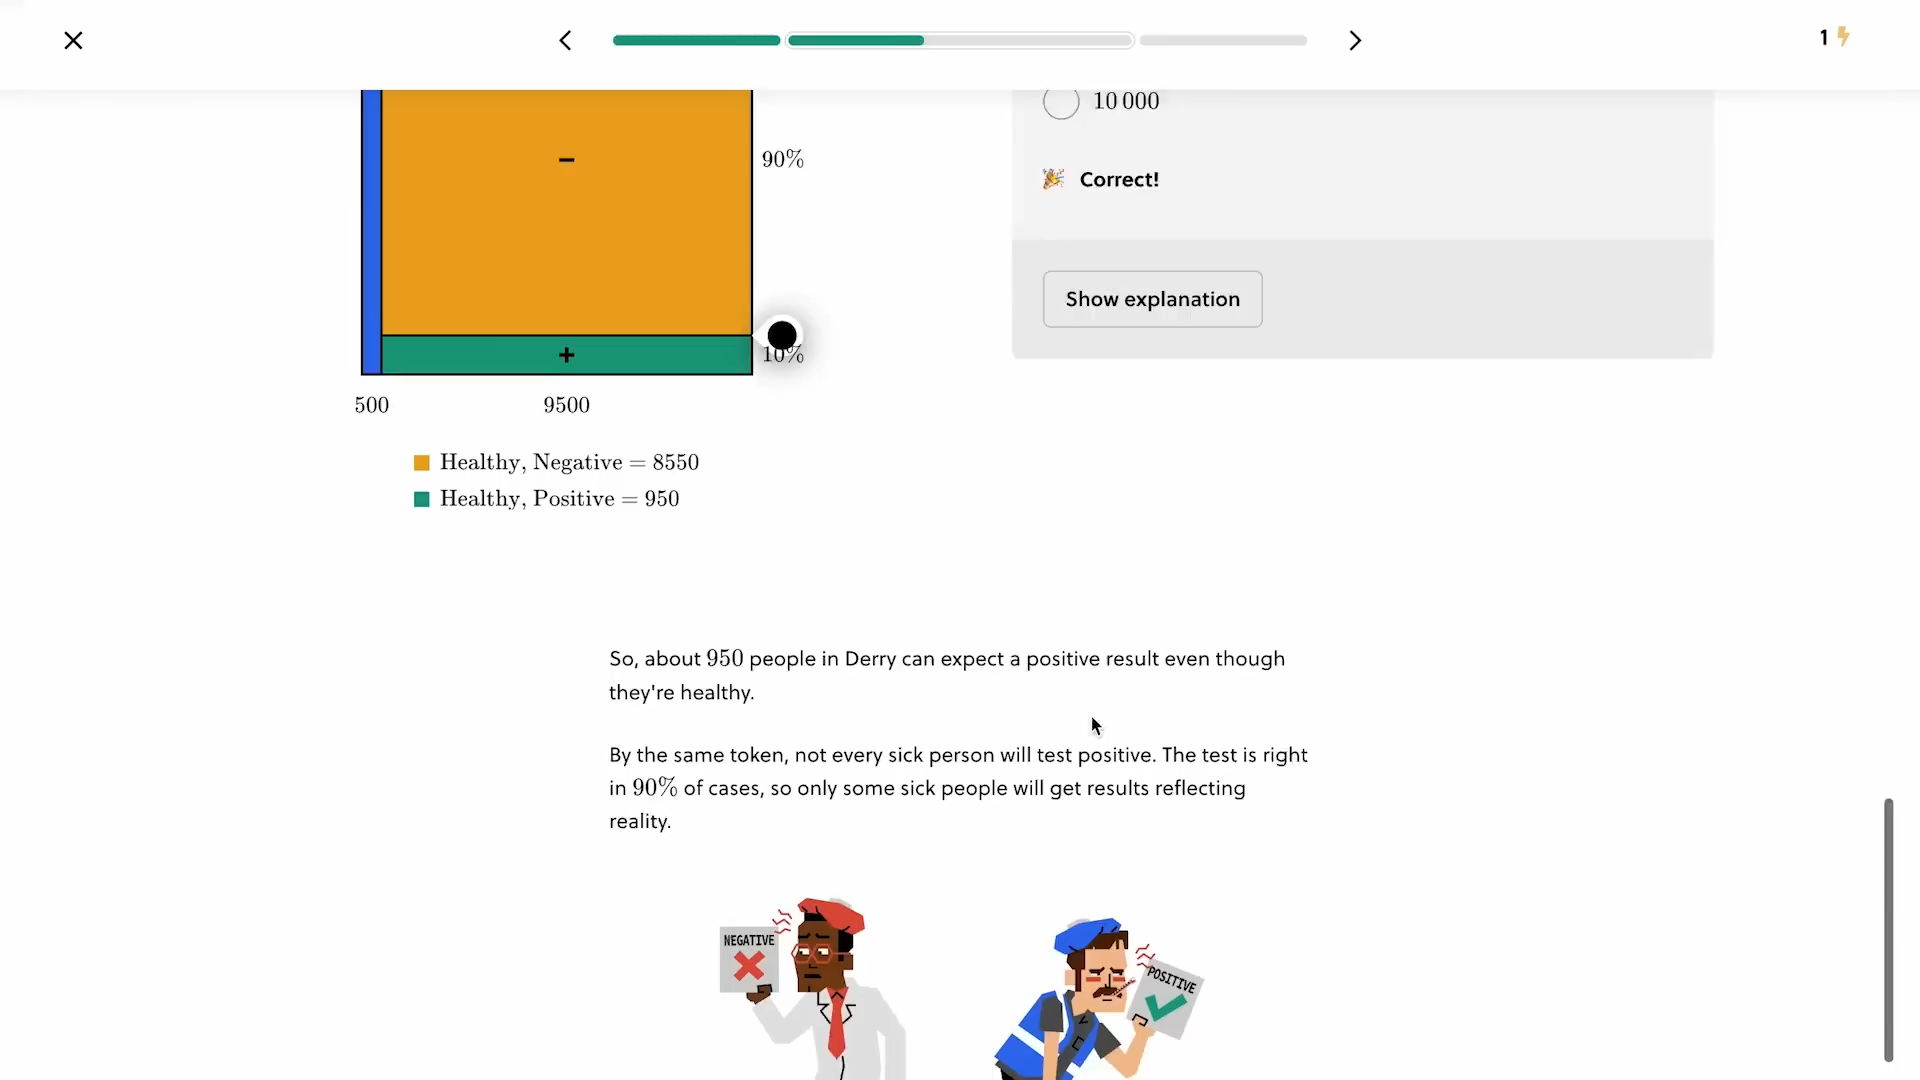 1
10 000
90%
Correct!
Show explanation
10%
500
9500
Healthy, Negative = 8550
Healthy, Positive = 950
So, about 950 people in Derry can expect a positive result even though
they're healthy.
By the same token, not every sick person will test positive. The test is right
in 90% of cases, so only some sick people will get results reflecting
reality.
NEGATIVE
POSITIVE